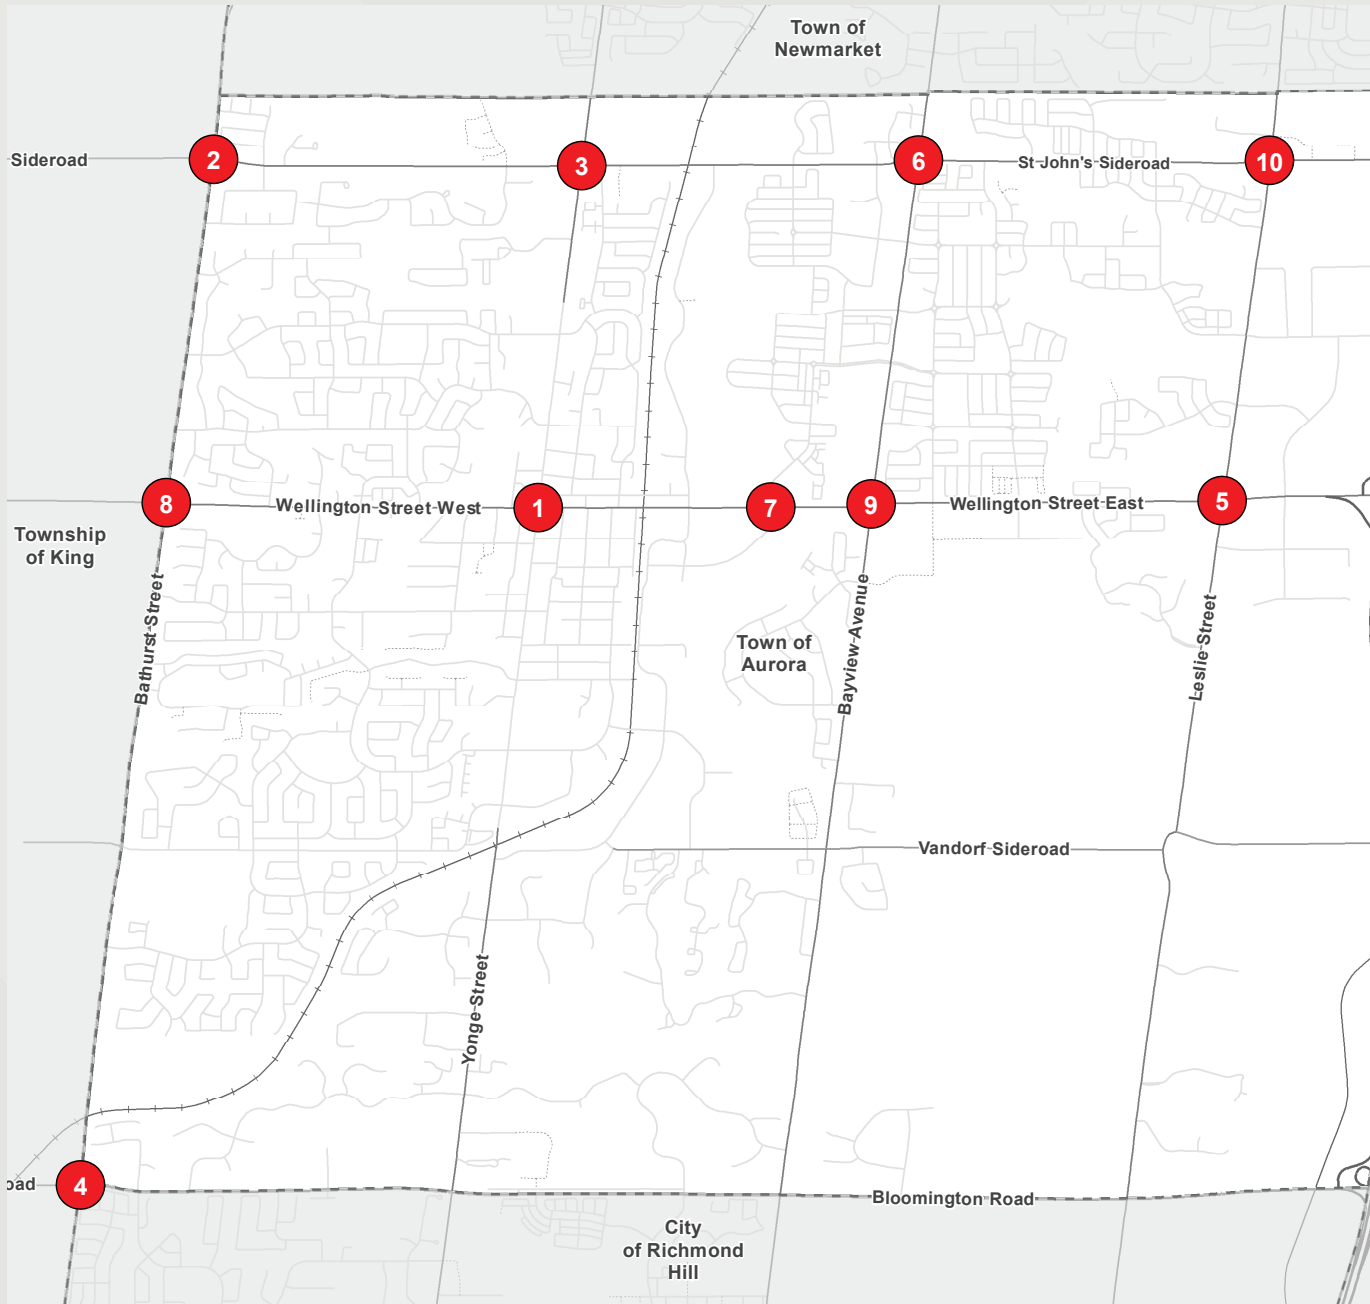 Town of
Newmarket
Sideroad
2
3
6
St John's Sideroad
10
8
Wellington Street West
1
7
9
Wellington Street East
5
Township
of King
Bathurst Street
Town of
Aurora
Bayview Avenue
Leslie Street
Vandorf Sideroad
Yonge Street
oad
4
Bloomington Road
City
of Richmond
Hill